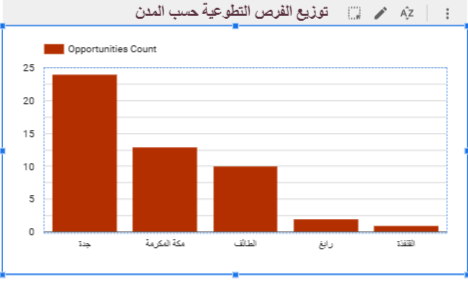 توزيع الفرص التطوعية حسب المدن
AZ
Opportunities Count
25
20
15
10
5
0
جدة
مكة المكرمة
الطائف
رابغ
القنفذة